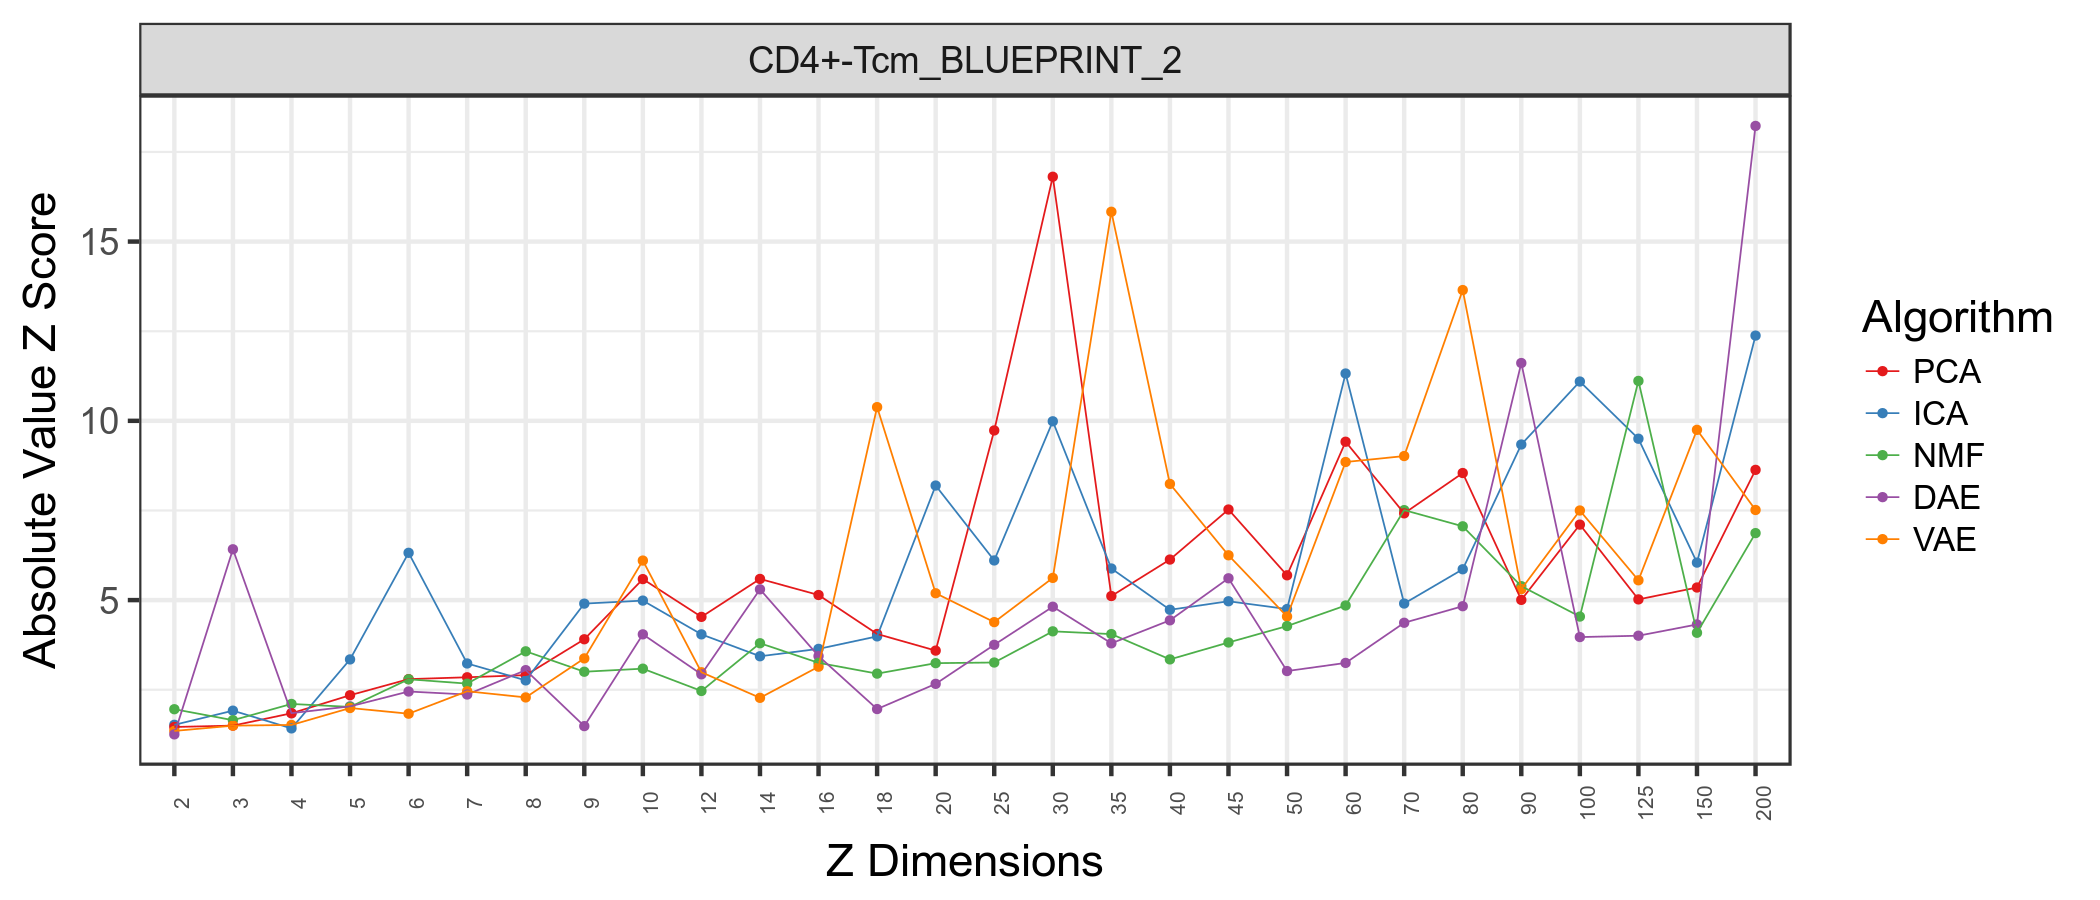 CD4+-Tcm_BLUEPRINT_2
Absolute Value Z Score
15
10
5
2 3 4 5 6 7 8 9 10 12 14 16 18 20 25 30 35 40 45 50 60 70 80 90 100 125 150 200
Z Dimensions
Algorithm
PCA
ICA
NMF
DAE
VAE